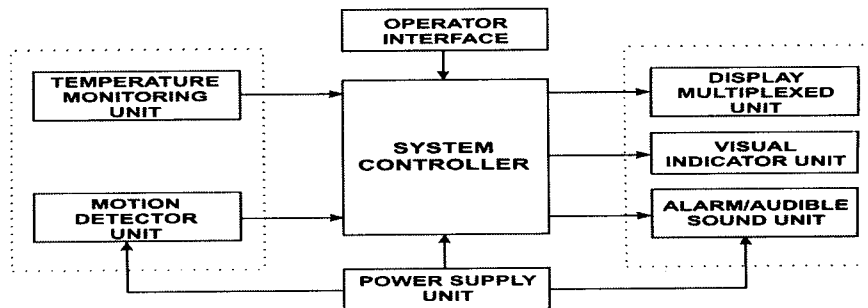 OPERATOR
INTERFACE
TEMPERATURE
MONITORING
UNIT
SYSTEM
CONTROLLER
DISPLAY
MULTIPLEXED
UNIT
VISUAL
INDICATOR UNIT
MOTION
DETECTOR
UNIT
ALARM/AUDIBLE
SOUND UNIT
POWER SUPPLY
UNIT